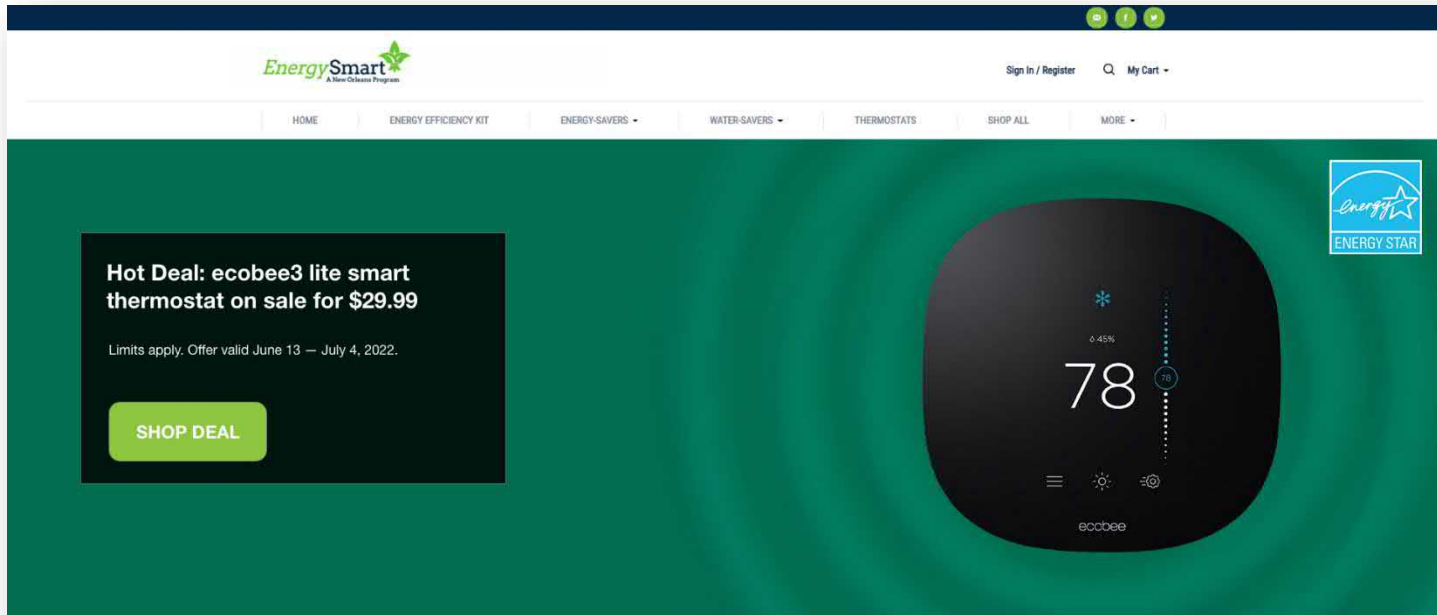 EnergySmart
A New Orleans Program
Sign In / Register
My Cart
HOME
ENERGY EFFICIENCY KIT
ENERGY-SAVERS
WATER-SAVERS
THERMOSTATS
SHOP ALL
MORE
energy
ENERGY STAR
Hot Deal: ecobee3 lite smart
thermostat on sale for $29.99
Limits apply. Offer valid June 13 — July 4, 2022.
SHOP DEAL
45%
78
78
ecobee